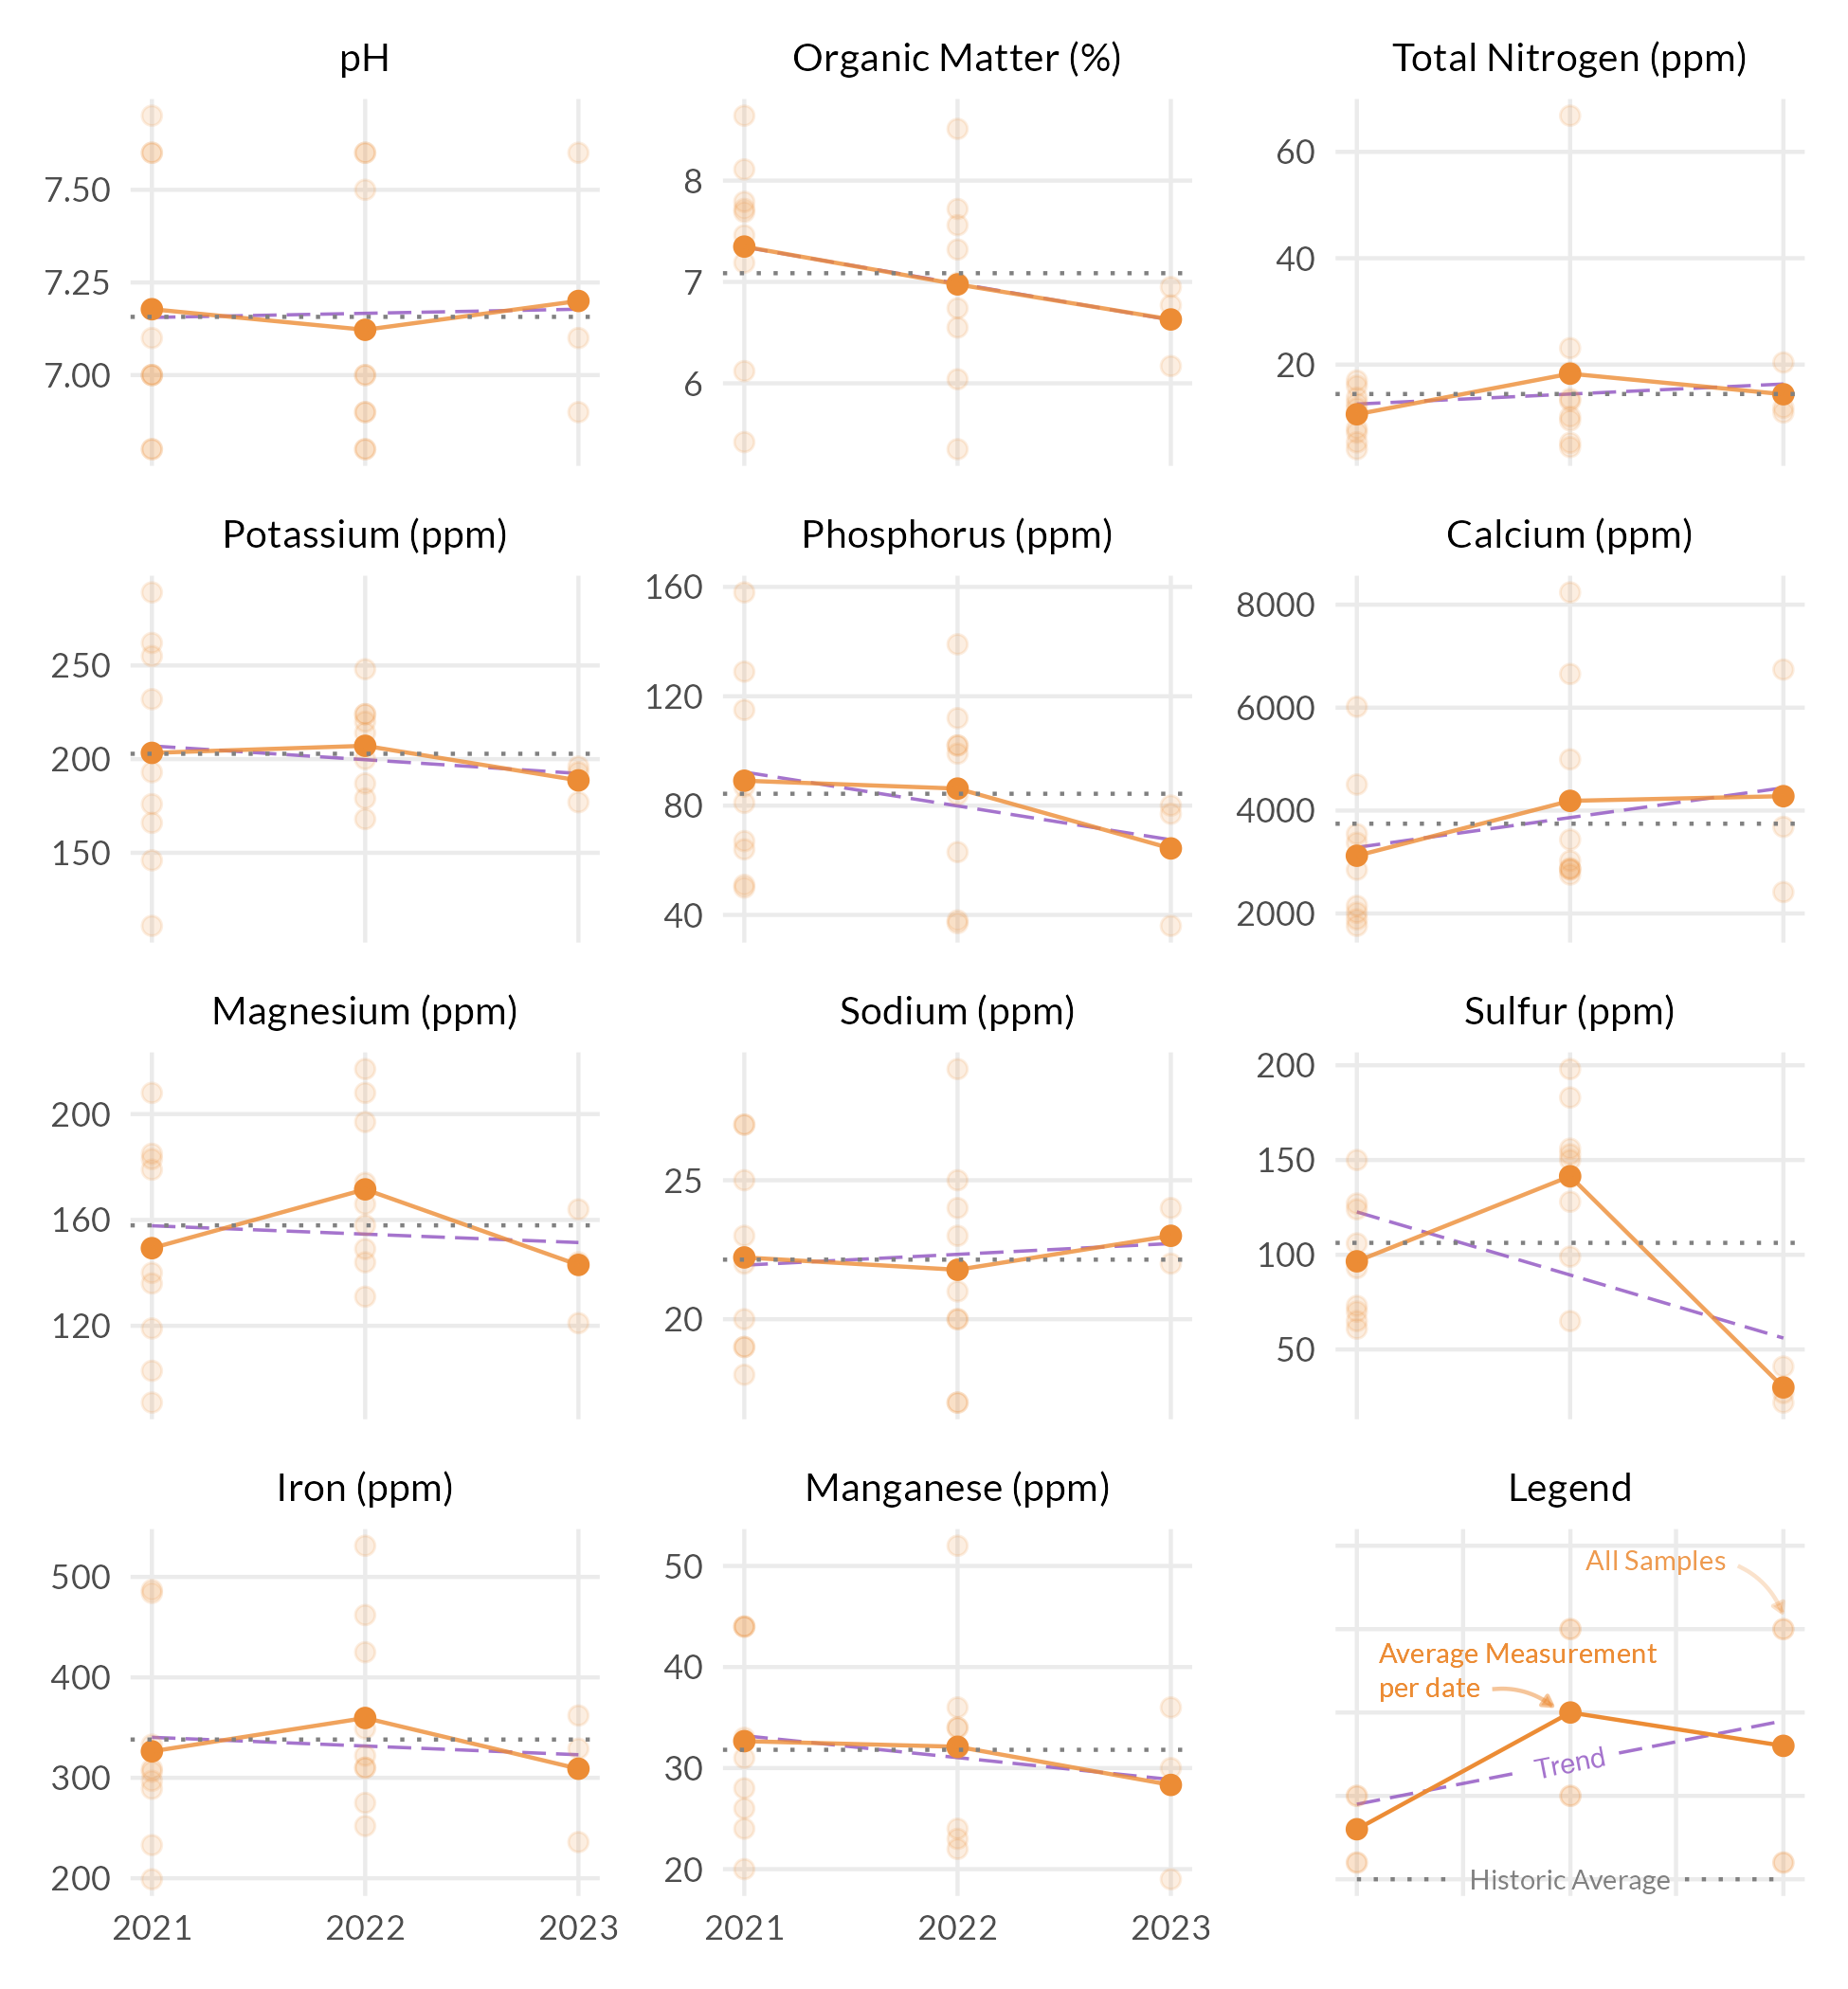 pH
Organic Matter (%)
Total Nitrogen (ppm)
7.50
7.25
7.00
8
7
6
60
40
20
Potassium (ppm)
Phosphorus (ppm)
Calcium (ppm)
250
200
150
160
120
80
40
8000
6000
4000
2000
Magnesium (ppm)
Sodium (ppm)
Sulfur (ppm)
200
160
120
25
20
200
150
100
50
Iron (ppm)
Manganese (ppm)
Legend
500
400
300
200
2021
2022
2023
50
40
30
20
2021
2022
2023
All Samples
Average Measurement
per date
Trend
Historic Average